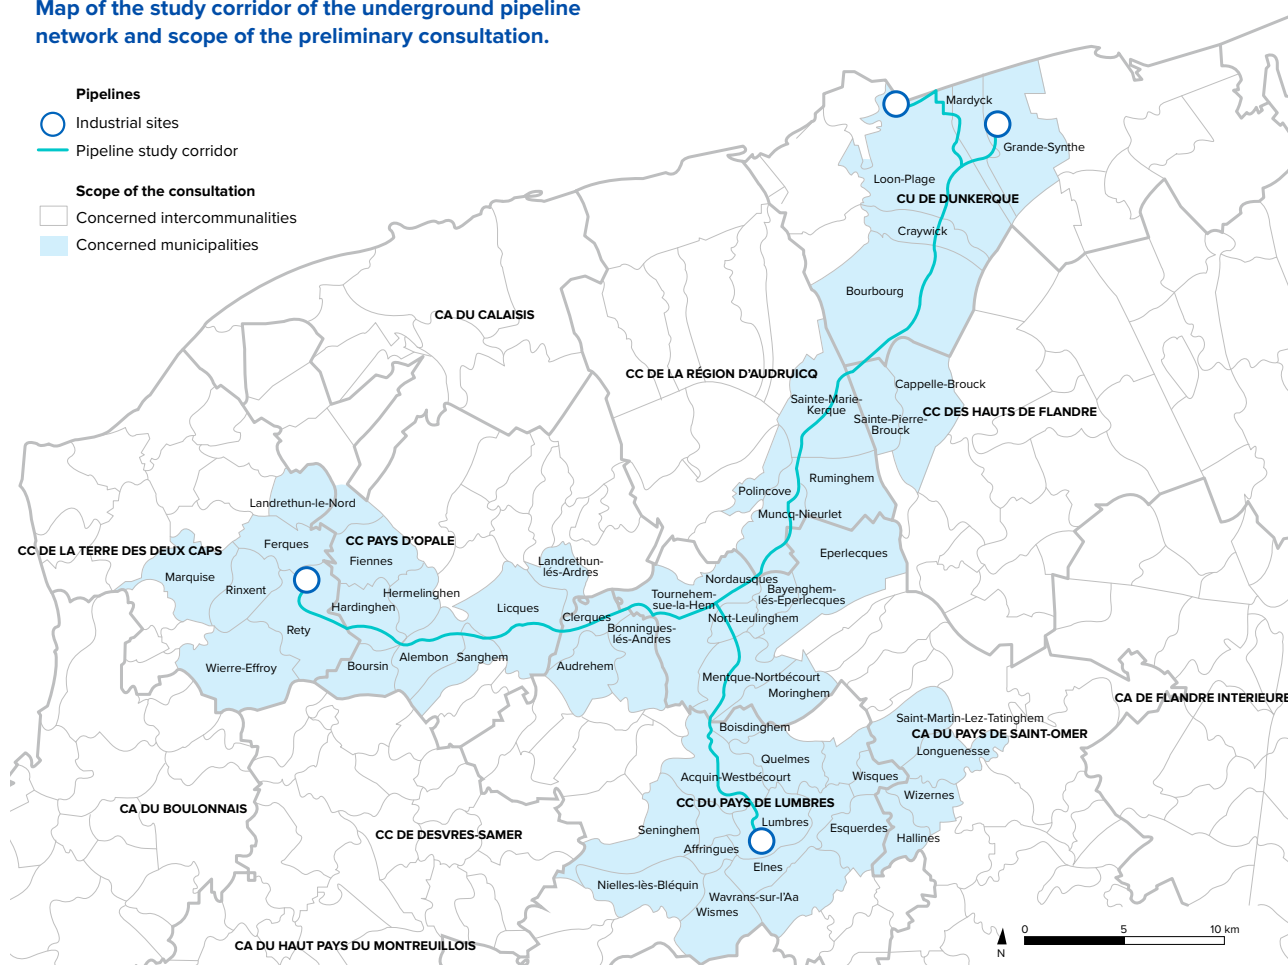 Map of the study corridor of the underground pipeline
network and scope of the preliminary consultation.
Pipelines
Industrial sites
Pipeline study corridor
Scope of the consultation
Concerned intercommunalities
Concerned municipalities
Mardyck
Grande-Synthe
Loon-Plage
CU DE DUNKERQUE
Craywick
Bourbourg
CA DU CALAISIS
CC DE LA RÉGION D'AUDRUICQ
Cappelle-Brouck
Sainte-Marie-
Kerque
CC DES HAUTS DE FLANDRE
Sainte-Pierre-
Brouck
Ruminghem
Polincove
Muncq-Nieurlet
Landrethun-le-Nord
Ferques
CC PAYS D'OPALE
CC DE LA TERRE DES DEUX CAPS
Fiennes
Marquise
Rinxent
Hermelinghen
Hardinghen
Rety
Wierre-Effroy
Boursin
Alembon
Sanghem
Licques
Landrethun-
lés-Ardres
Clerques
Bonningues-
lés-Andres
Audrehem
Tournehem-
sue-la-Hem
Nordausques
Eperlecques
Bayenghem-
lés-Eperlecques
Nort-Leulinghem
Mentque-Nortbécourt
Moringhem
CA DE FLANDRE INTERIEURE
Boisdinghem
Saint-Martin-Lez-Tatinghem
CA DU PAYS DE SAINT-OMER
Longuenesse
Quelmes
Acquin-Westbécourt
Wisques
Wizernes
CC DU PAYS DE LUMBRES
Lumbres
Esquerdes
Hallines
Seninghem
Affringues
Elnes
Nielles-lès-Bléquin
Wavrans-sur-l'Aa
Wismes
CA DU BOULONNAIS
CC DE DESVRES-SAMER
CA DU HAUT PAYS DU MONTREUILLOIS
0 5 10 km
N